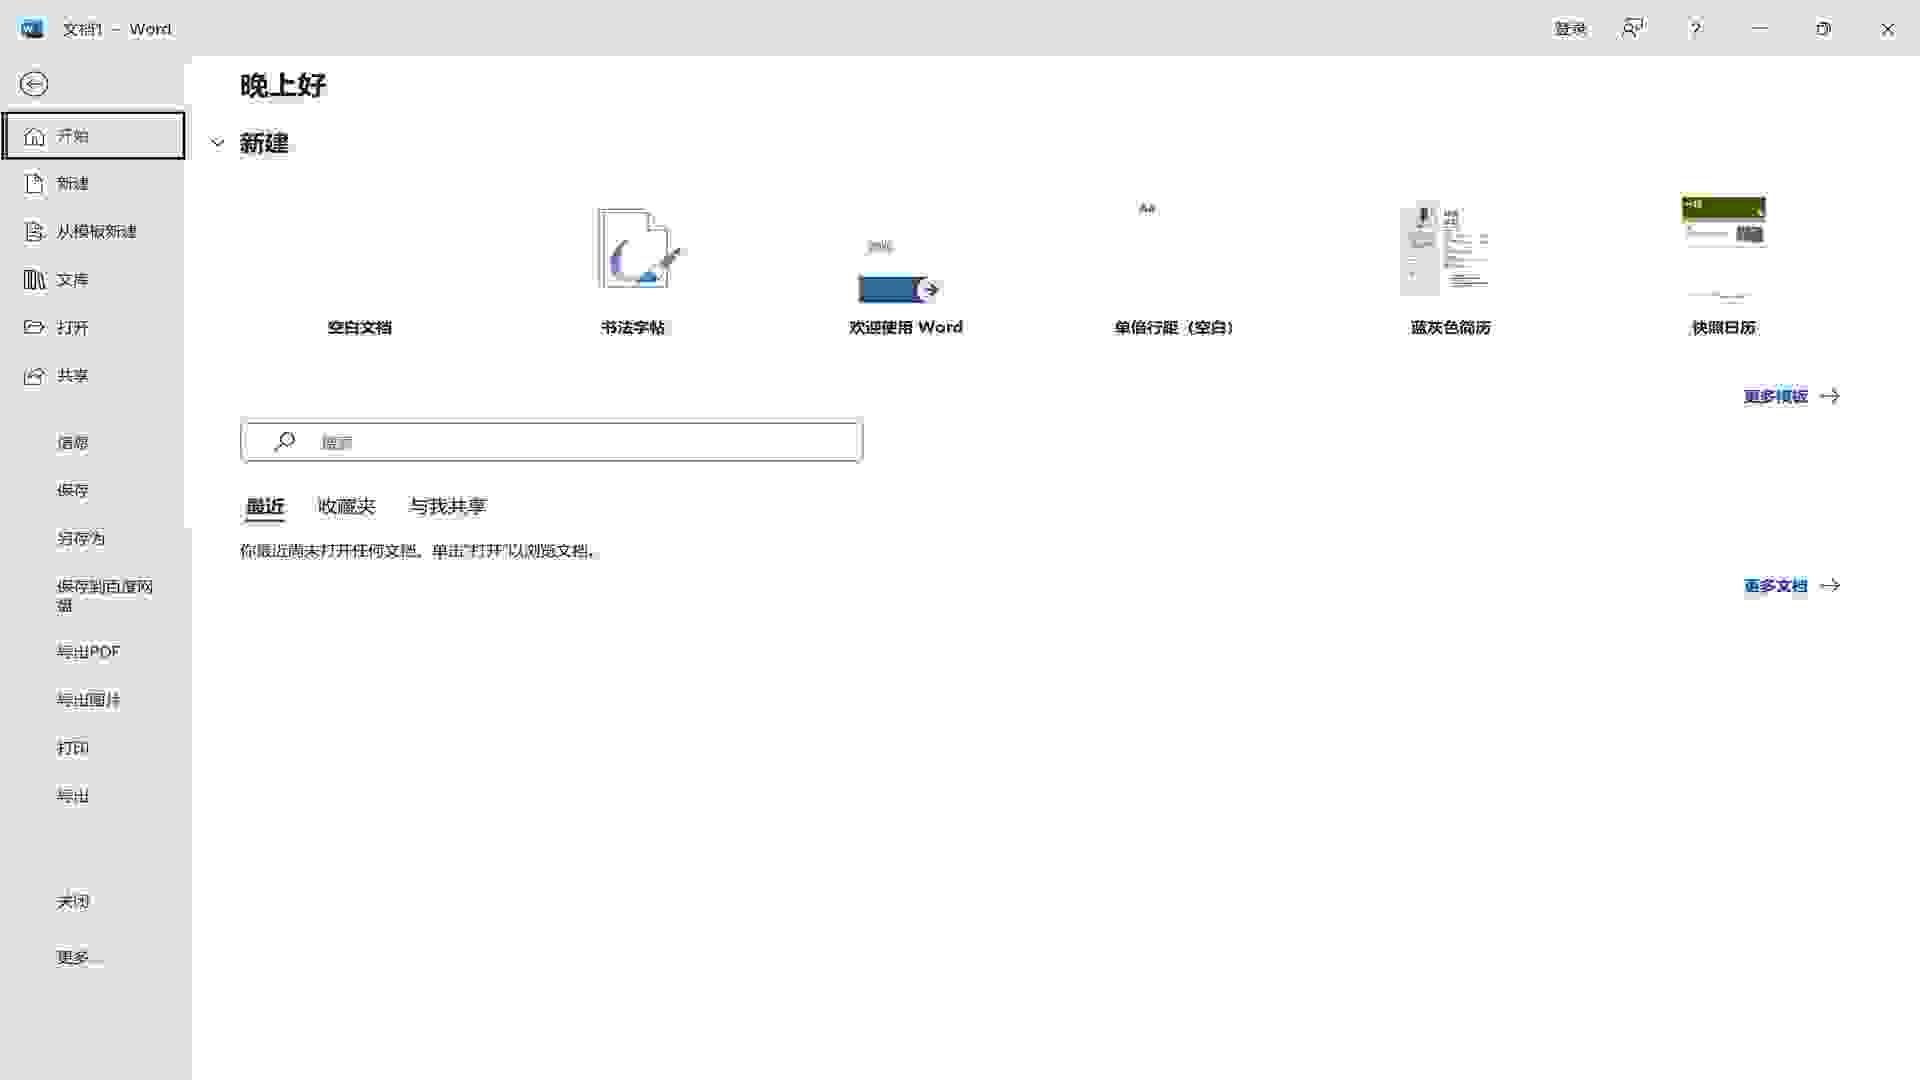 文档1 - Word
登录
晚上好
开始
新建
新建
从模板新建
文库
打开
共享
空白文档
书法字帖
欢迎使用 Word
Aa
单倍行距（空白）
蓝灰色简历
快照日历
更多模板
信息
搜索
保存
最近 收藏夹 与我共享
另存为
你最近尚未打开任何文档。单击“打开”以浏览文档。
保存到百度网
盘
更多文档
导出PDF
导出图片
打印
导出
关闭
更多...